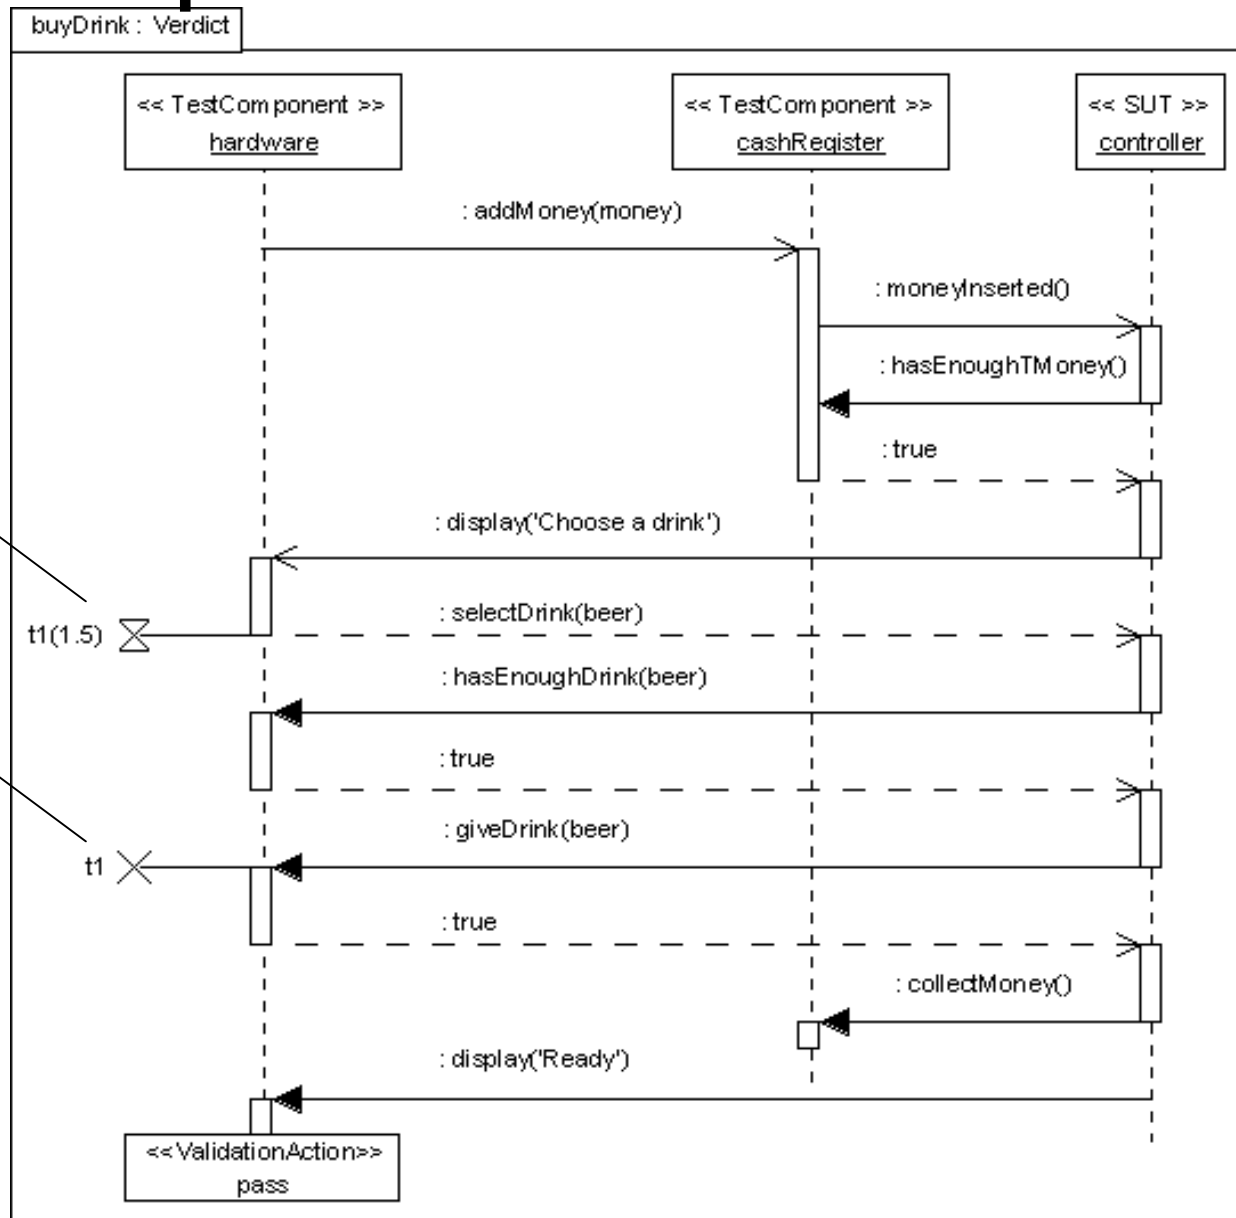 buyDrink : Verdict
<< TestComponent >>
hardware
<< TestComponent >>
cashRegister
<< SUT >>
controller
: addMoney(money)
: moneyInserted()
: hasEnoughTMoney()
: true
: display('Choose a drink')
t1(1.5)
: selectDrink(beer)
: hasEnoughDrink(beer)
: true
: giveDrink(beer)
t1
: true
: collectMoney()
: display('Ready')
<<ValidationAction>>
pass